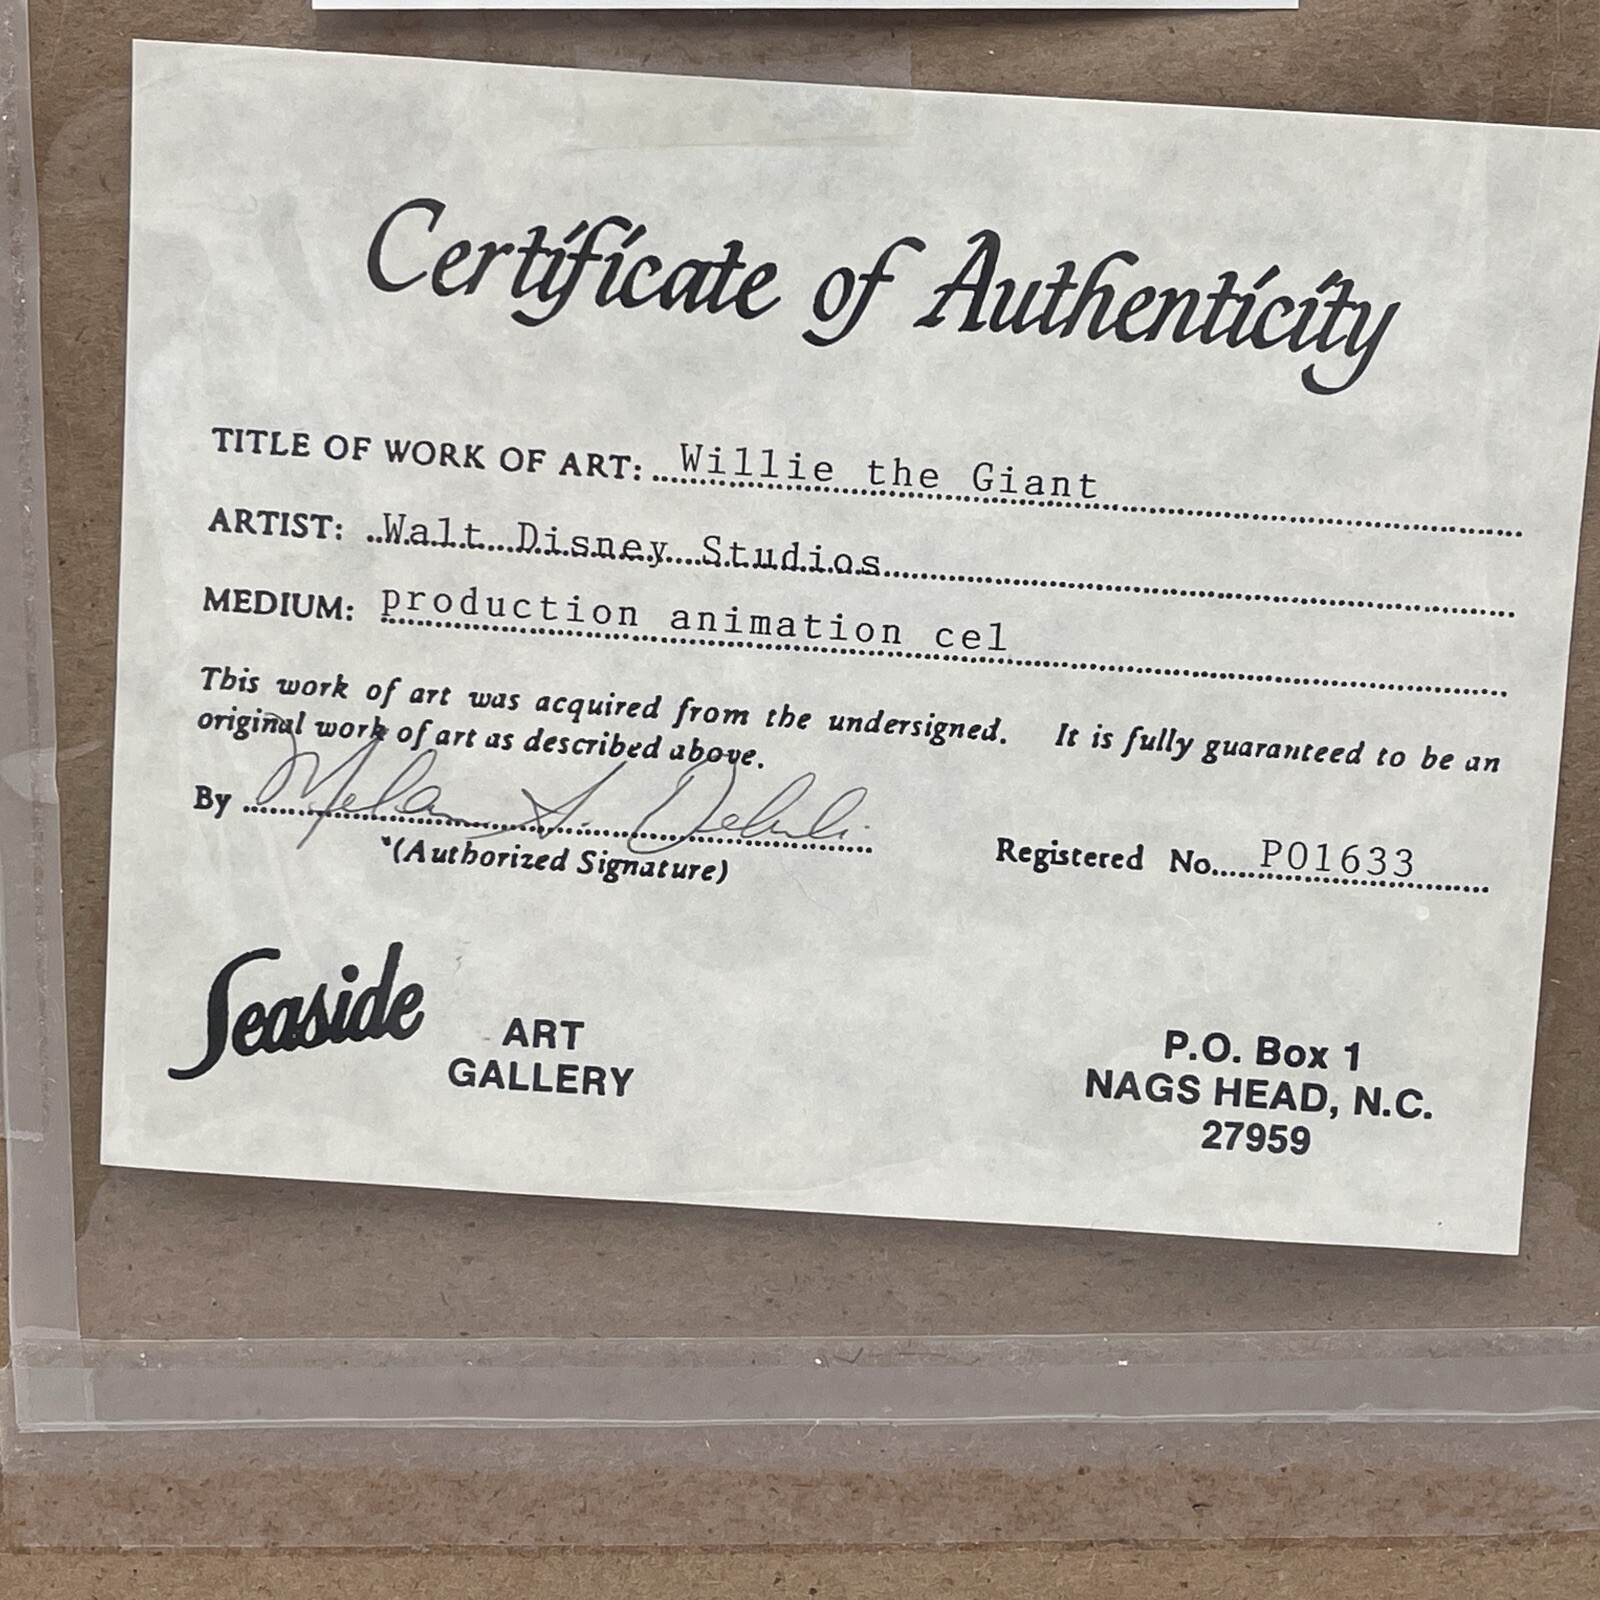 Certificate of Authenticity
TITLE OF WORK OF ART: Willie the Giant
ARTIST: Walt Disney Studios
MEDIUM: production animation cel
This work of art was acquired from the undersigned. It is fully guaranteed to be an
original work of art as described above.
By
(Authorized Signature)
Registered No. PO1633
Seaside ART
GALLERY
P.O. Box 1
NAGS HEAD, N.C.
27959